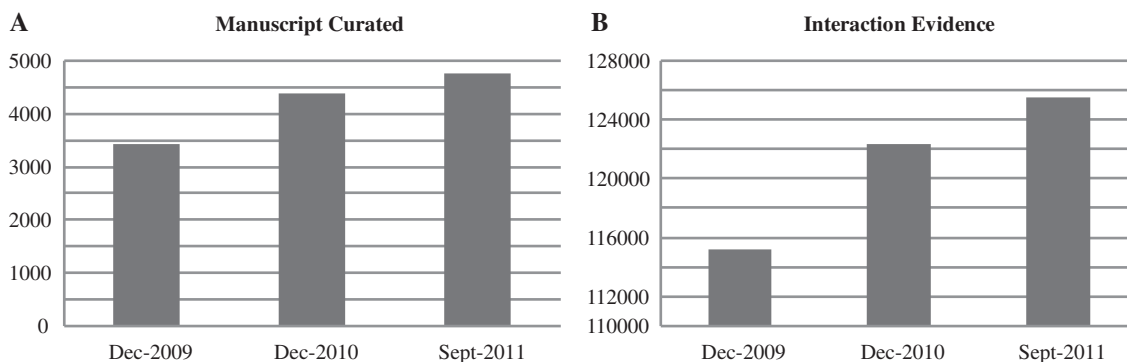 A
Manuscript Curated
5000
4000
3000
2000
1000
0
Dec-2009 Dec-2010 Sept-2011
B
Interaction Evidence
128000
124000
120000
116000
112000
110000
Dec-2009 Dec-2010 Sept-2011